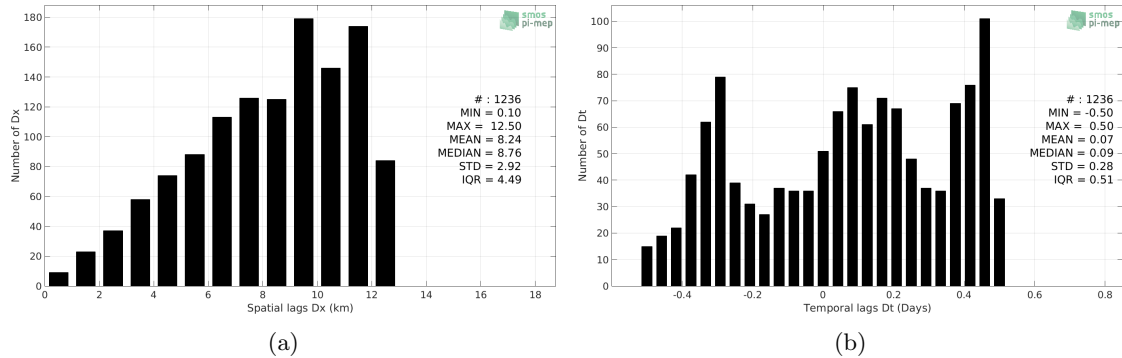 180
160
140
120
100
80
60
40
20
0
Number of Dx
0 2 4 6 8 10 12 14 16 18
Spatial lags Dx (km)
smos
pi-mep
# : 1236
MIN = 0.10
MAX = 12.50
MEAN = 8.24
MEDIAN = 8.76
STD = 2.92
IQR = 4.49
(a)
100
90
80
70
60
50
40
30
20
10
0
Number of Dt
-0.4 -0.2 0 0.2 0.4 0.6 0.8
Temporal lags Dt (Days)
smos
pi-mep
# : 1236
MIN = -0.50
MAX = 0.50
MEAN = 0.07
MEDIAN = 0.09
STD = 0.28
IQR = 0.51
(b)